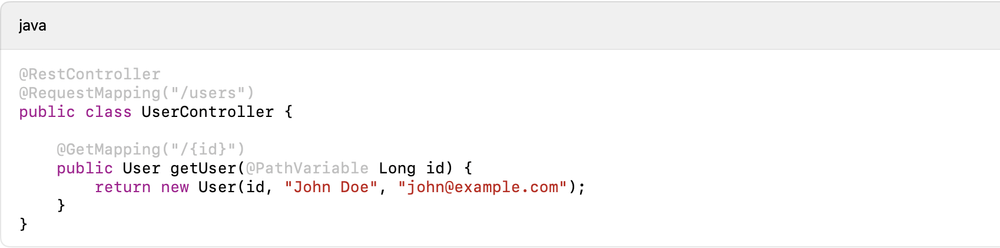 java
@RestController
@RequestMapping("/users")
public class UserController {
    @GetMapping("/{id}")
    public User getUser(@PathVariable Long id) {
        return new User(id, "John Doe", "john@example.com");
    }
}